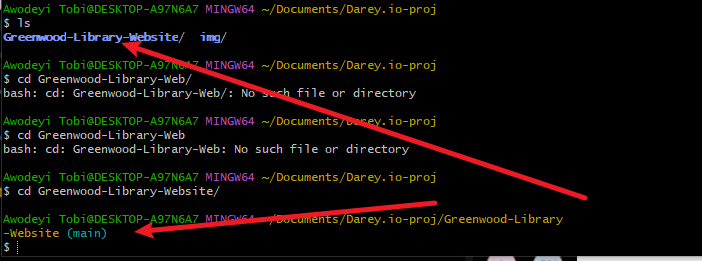 Awodeyi Tobi@DESKTOP-A97N6A7 MINGW64 ~/Documents/Darey.io-proj
$ ls
Greenwood-Library-Website/  img/
Awodeyi Tobi@DESKTOP-A97N6A7 MINGW64 ~/Documents/Darey.io-proj
$ cd Greenwood-Library-Web/
bash: cd: Greenwood-Library-Web/: No such file or directory
Awodeyi Tobi@DESKTOP-A97N6A7 MINGW64 ~/Documents/Darey.io-proj
$ cd Greenwood-Library-Web
bash: cd: Greenwood-Library-Web: No such file or directory
Awodeyi Tobi@DESKTOP-A97N6A7 MINGW64 ~/Documents/Darey.io-proj
$ cd Greenwood-Library-Website/
Awodeyi Tobi@DESKTOP-A97N6A7 MINGW64 ~/Documents/Darey.io-proj/Greenwood-Library
-Website (main)
$